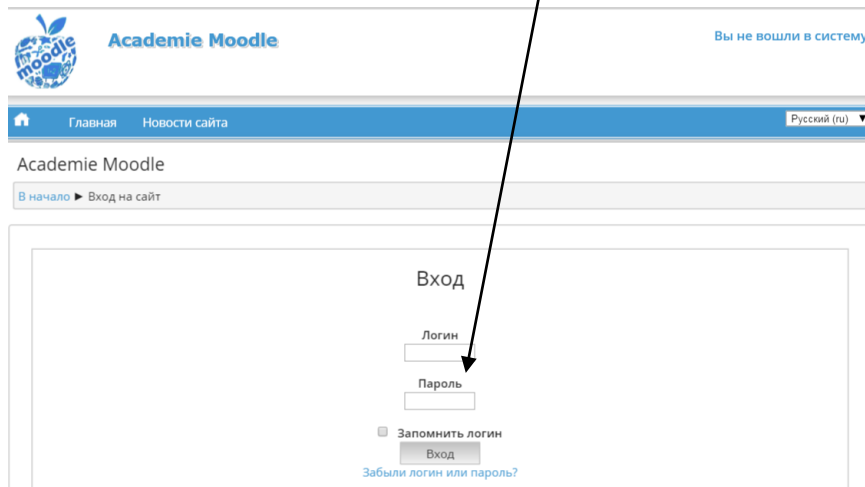 moodle
Academie Moodle
Вы не вошли в систему
Главная Новости сайта
Русский (ru)
Academie Moodle
В начало ► Вход на сайт
Вход
Логин
Пароль
Запомнить логин
Вход
Забыли логин или пароль?